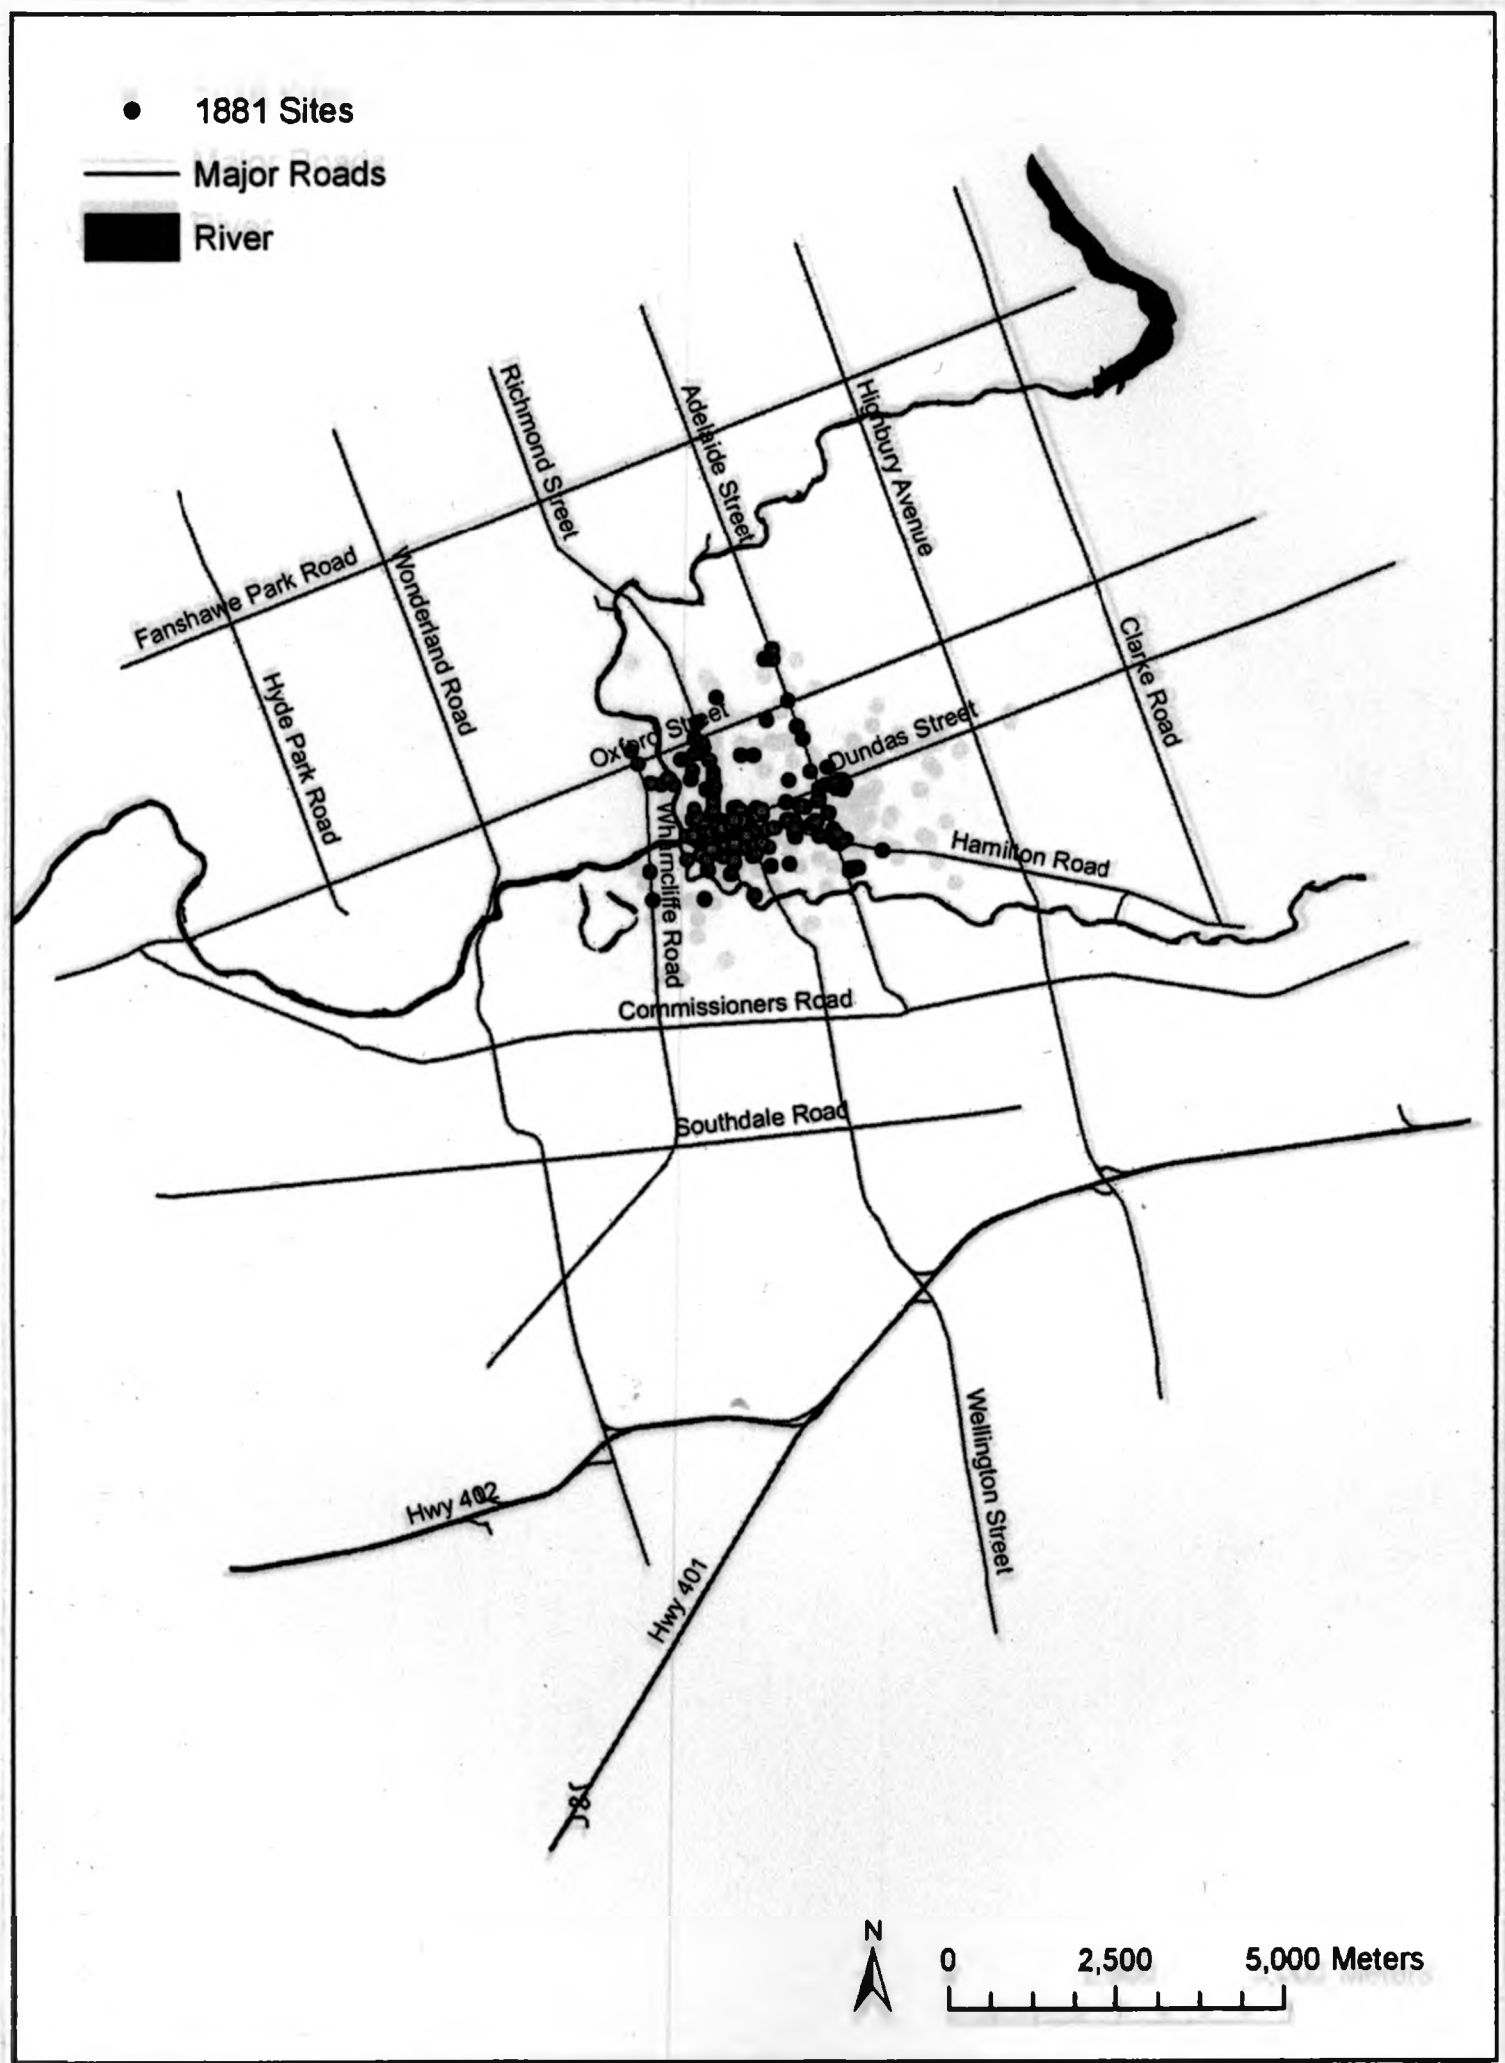 1881 Sites
Major Roads
River
Richmond Street
Adelaide Street
Highbury Avenue
Fanshawe Park Road
Wonderland Road
Hyde Park Road
Clarke Road
Oxford Street
Dundas Street
Hamilton Road
Wharncliffe Road
Commissioners Road
Southdale Road
Wellington Street
Hwy 402
Hwy 401
N
0 2,500 5,000 Meters